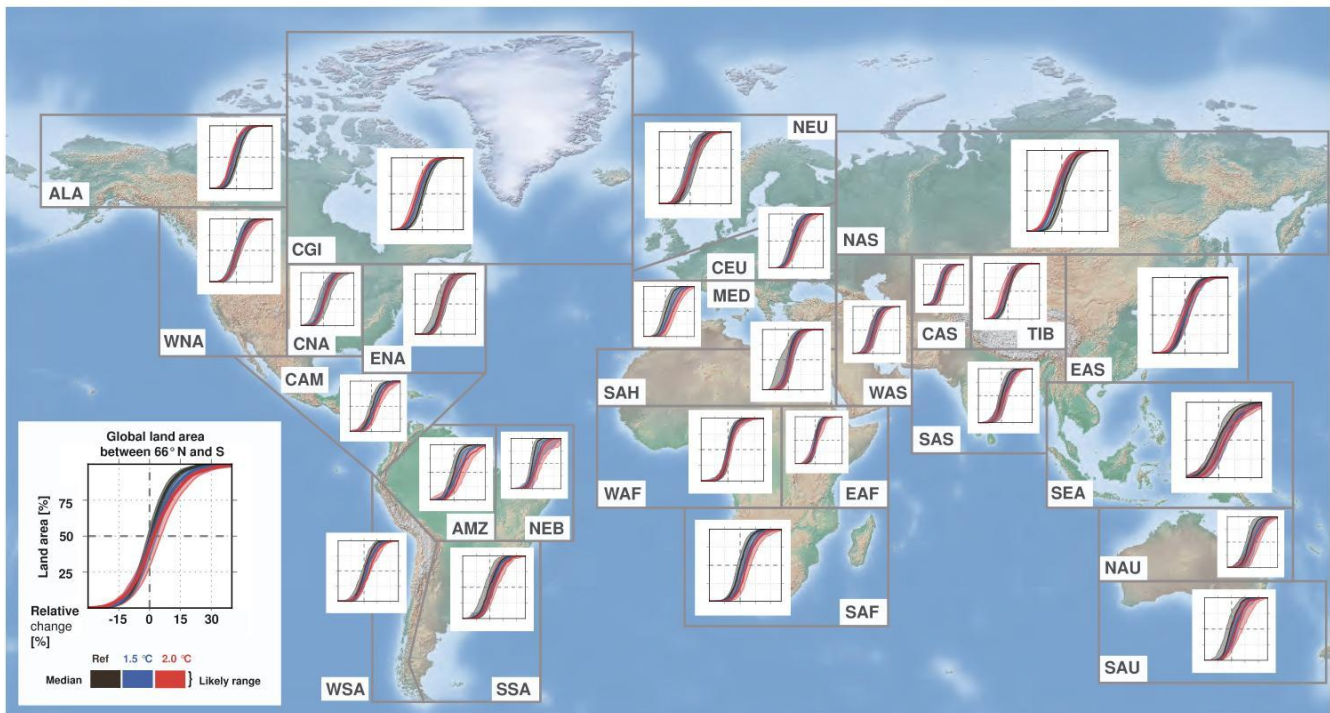 NEU
ALA
CGI
NAS
CEU
MED
CAS
TIB
WNA
CNA
ENA
EAS
CAM
SAH
WAS
SAS
WAF
EAF
SEA
AMZ
NEB
NAU
SAF
WSA
SSA
SAU
Global land area
between 66° N and S
Land area [%]
75
50
25
Relative
change
[%]
-15 0 15 30
Ref 1.5 °C 2.0 °C
Median } Likely range